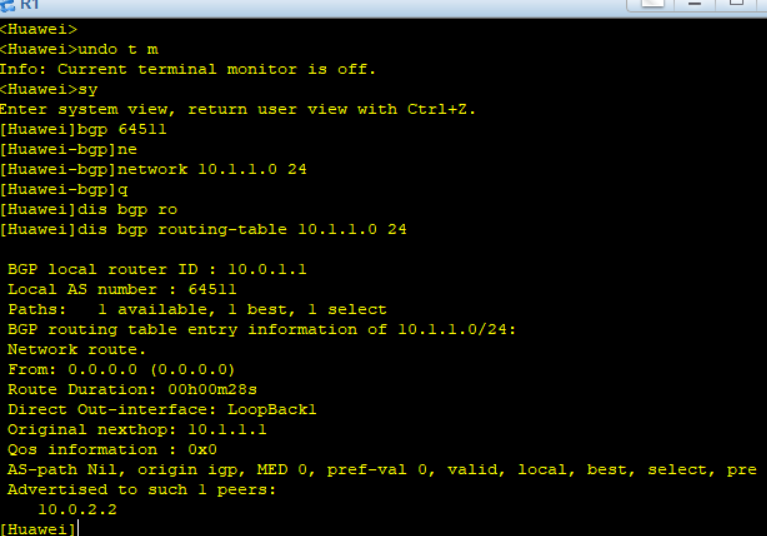 R1
<Huawei>
<Huawei>undo t m
Info: Current terminal monitor is off.
<Huawei>sy
Enter system view, return user view with Ctrl+Z.
[Huawei]bgp 64511
[Huawei-bgp]ne
[Huawei-bgp]network 10.1.1.0 24
[Huawei-bgp]q
[Huawei]dis bgp ro
[Huawei]dis bgp routing-table 10.1.1.0 24
BGP local router ID : 10.0.1.1
Local AS number : 64511
Paths:   1 available, 1 best, 1 select
BGP routing table entry information of 10.1.1.0/24:
Network route.
From: 0.0.0.0 (0.0.0.0)
Route Duration: 00h00m28s
Direct Out-interface: LoopBack1
Original nexthop: 10.1.1.1
Qos information : 0x0
AS-path Nil, origin igp, MED 0, pref-val 0, valid, local, best, select, pre
Advertised to such 1 peers:
10.0.2.2
[Huawei]